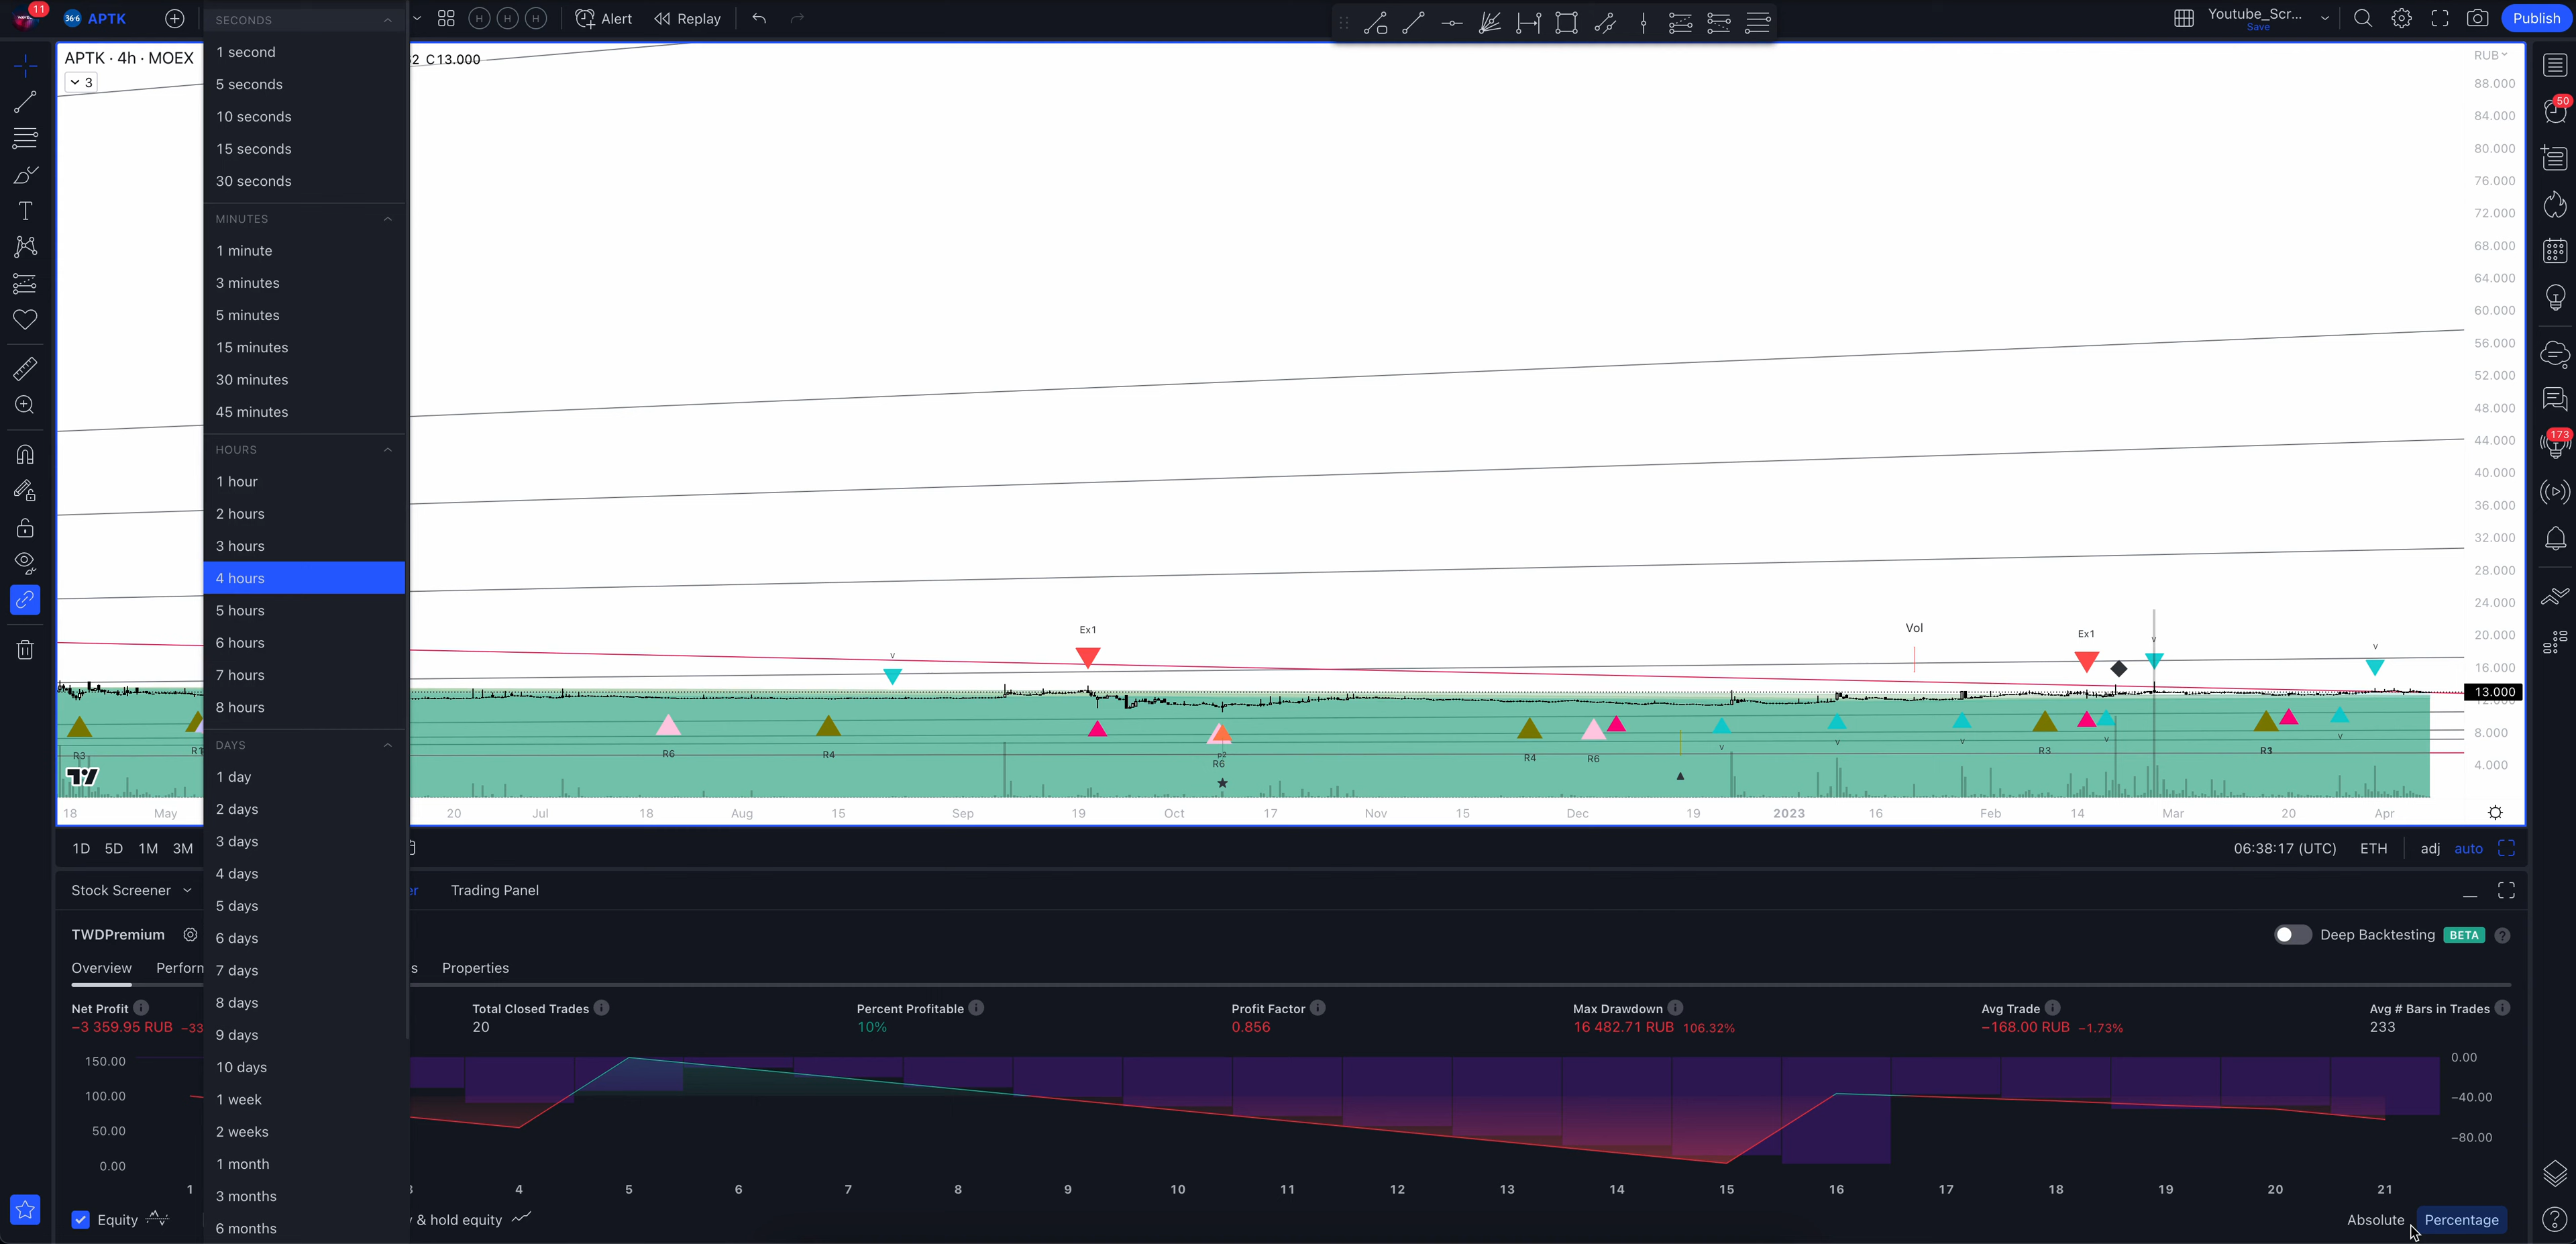 11
APTK
Alert
Replay
Youtube_Scr...
Save
Publish
SECONDS
1 second
5 seconds
10 seconds
15 seconds
30 seconds
MINUTES
1 minute
3 minutes
5 minutes
15 minutes
30 minutes
45 minutes
HOURS
1 hour
2 hours
3 hours
4 hours
5 hours
6 hours
7 hours
8 hours
DAYS
1 day
2 days
3 days
4 days
5 days
6 days
7 days
8 days
9 days
10 days
1 week
2 weeks
1 month
3 months
6 months
APTK · 4h · MOEX
C13.000
3
RUB
88.000
84.000
80.000
76.000
72.000
68.000
64.000
60.000
56.000
52.000
48.000
44.000
40.000
36.000
32.000
28.000
24.000
20.000
16.000
13.000
8.000
4.000
50
173
Ex1 Vol Ex1
v v v
R3 R1 R6 R4 p2 R6 R4 R6 v v v R3 v R3 v
18 May 20 Jul 18 Aug 15 Sep 19 Oct 17 Nov 15 Dec 19 2023 16 Feb 14 Mar 20 Apr
1D 5D 1M 3M
06:38:17 (UTC) ETH adj auto
Stock Screener
Trading Panel
TWDPremium
Deep Backtesting BETA
Overview Perforn s Properties
Net Profit
−3 359.95 RUB −33
Total Closed Trades
20
Percent Profitable
10%
Profit Factor
0.856
Max Drawdown
16 482.71 RUB 106.32%
Avg Trade
−168.00 RUB −1.73%
Avg # Bars in Trades
233
150.00
100.00
50.00
0.00
0.00
−40.00
−80.00
1 4 5 6 7 8 9 10 11 12 13 14 15 16 17 18 19 20 21
Equity
& hold equity
Absolute Percentage